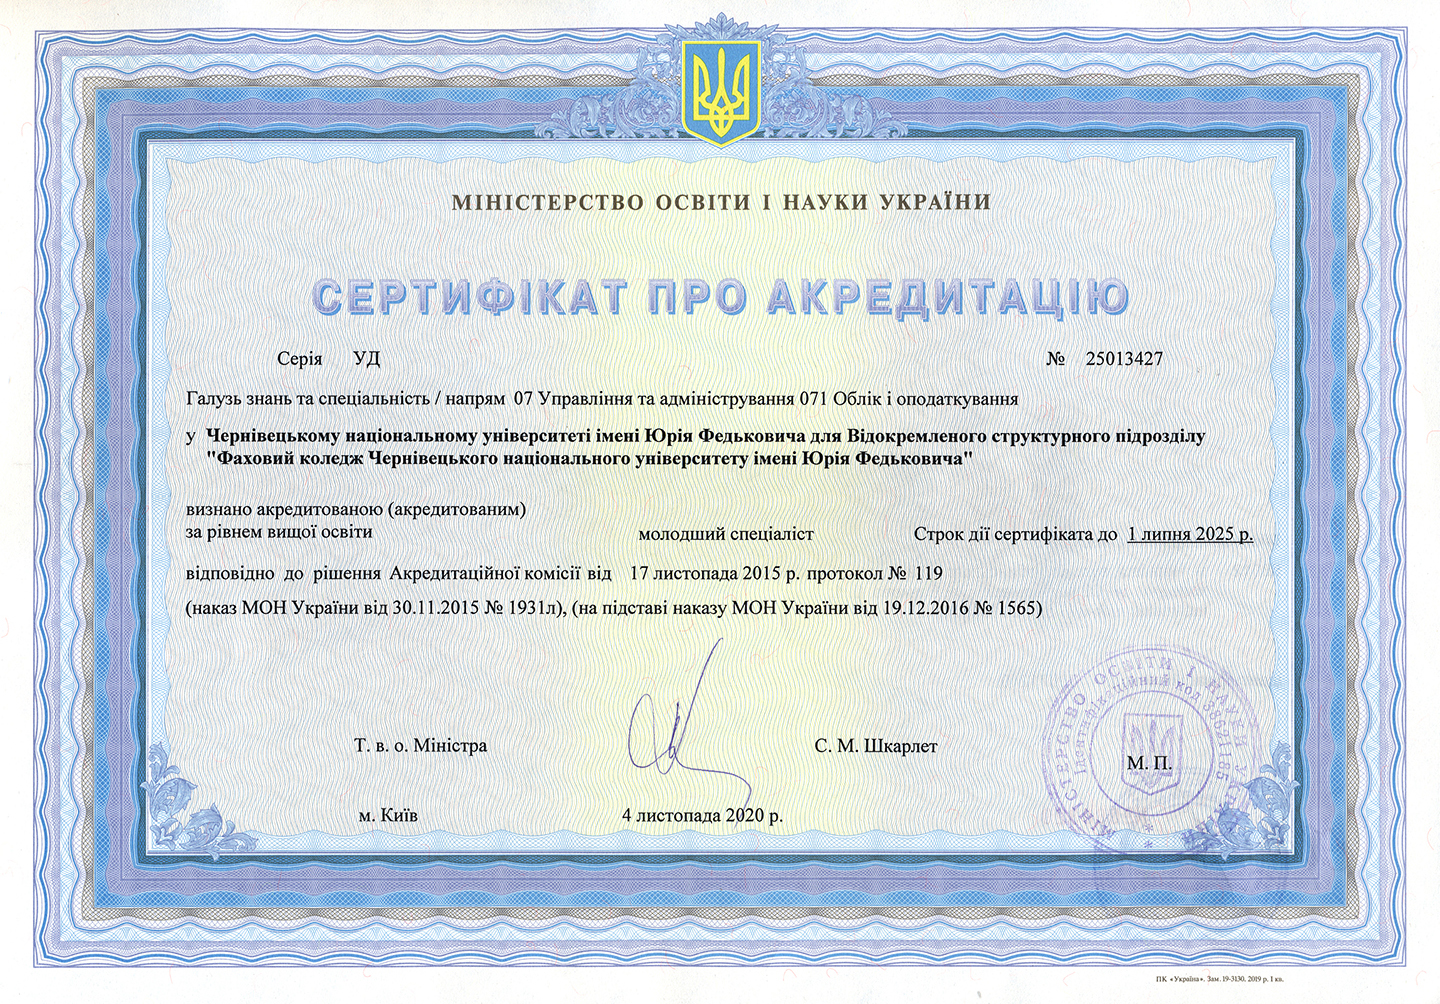 МІНІСТЕРСТВО ОСВІТИ І НАУКИ УКРАЇНИ
СЕРТИФІКАТ ПРО АКРЕДИТАЦІЮ
Серія УД № 25013427
Галузь знань та спеціальність / напрям 07 Управління та адміністрування 071 Облік і оподаткування
у Чернівецькому національному університеті імені Юрія Федьковича для Відокремленого структурного підрозділу
"Фаховий коледж Чернівецького національного університету імені Юрія Федьковича"
визнано акредитованою (акредитованим)
за рівнем вищої освіти молодший спеціаліст Строк дії сертифіката до 1 липня 2025 р.
відповідно до рішення Акредитаційної комісії від 17 листопада 2015 р. протокол № 119
(наказ МОН України від 30.11.2015 № 1931л), (на підставі наказу МОН України від 19.12.2016 № 1565)
Т. в. о. Міністра С. М. Шкарлет
МІНІСТЕРСТВО ОСВІТИ І НАУКИ УКРАЇНИ
Ідентифікаційний код 38621185
М. П.
м. Київ 4 листопада 2020 р.
ПК «Україна». Зам. 19-3130. 2019 р. І кв.